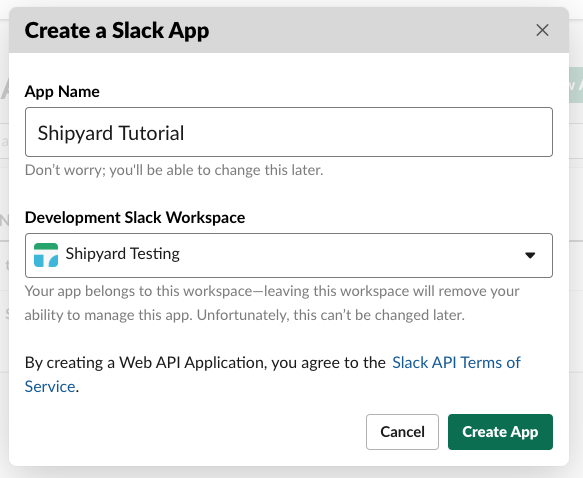 Create a Slack App
App Name
Shipyard Tutorial
Don't worry; you'll be able to change this later.
Development Slack Workspace
Shipyard Testing
Your app belongs to this workspace—leaving this workspace will remove your
ability to manage this app. Unfortunately, this can't be changed later.
By creating a Web API Application, you agree to the Slack API Terms of
Service.
Cancel
Create App